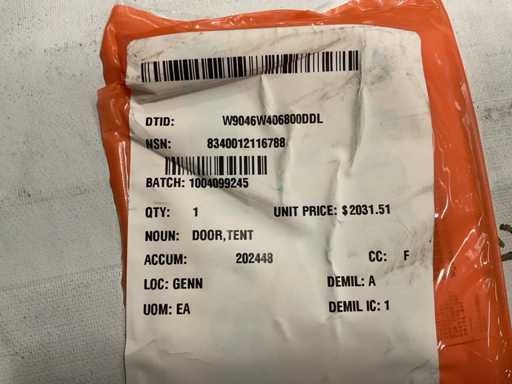 DTID: W9046W406800DDL
NSN: 8340012116788
BATCH: 1004099245
QTY: 1 UNIT PRICE: $2031.51
NOUN: DOOR,TENT
ACCUM: 202448 CC: F
LOC: GENN DEMIL: A
UOM: EA DEMIL IC: 1